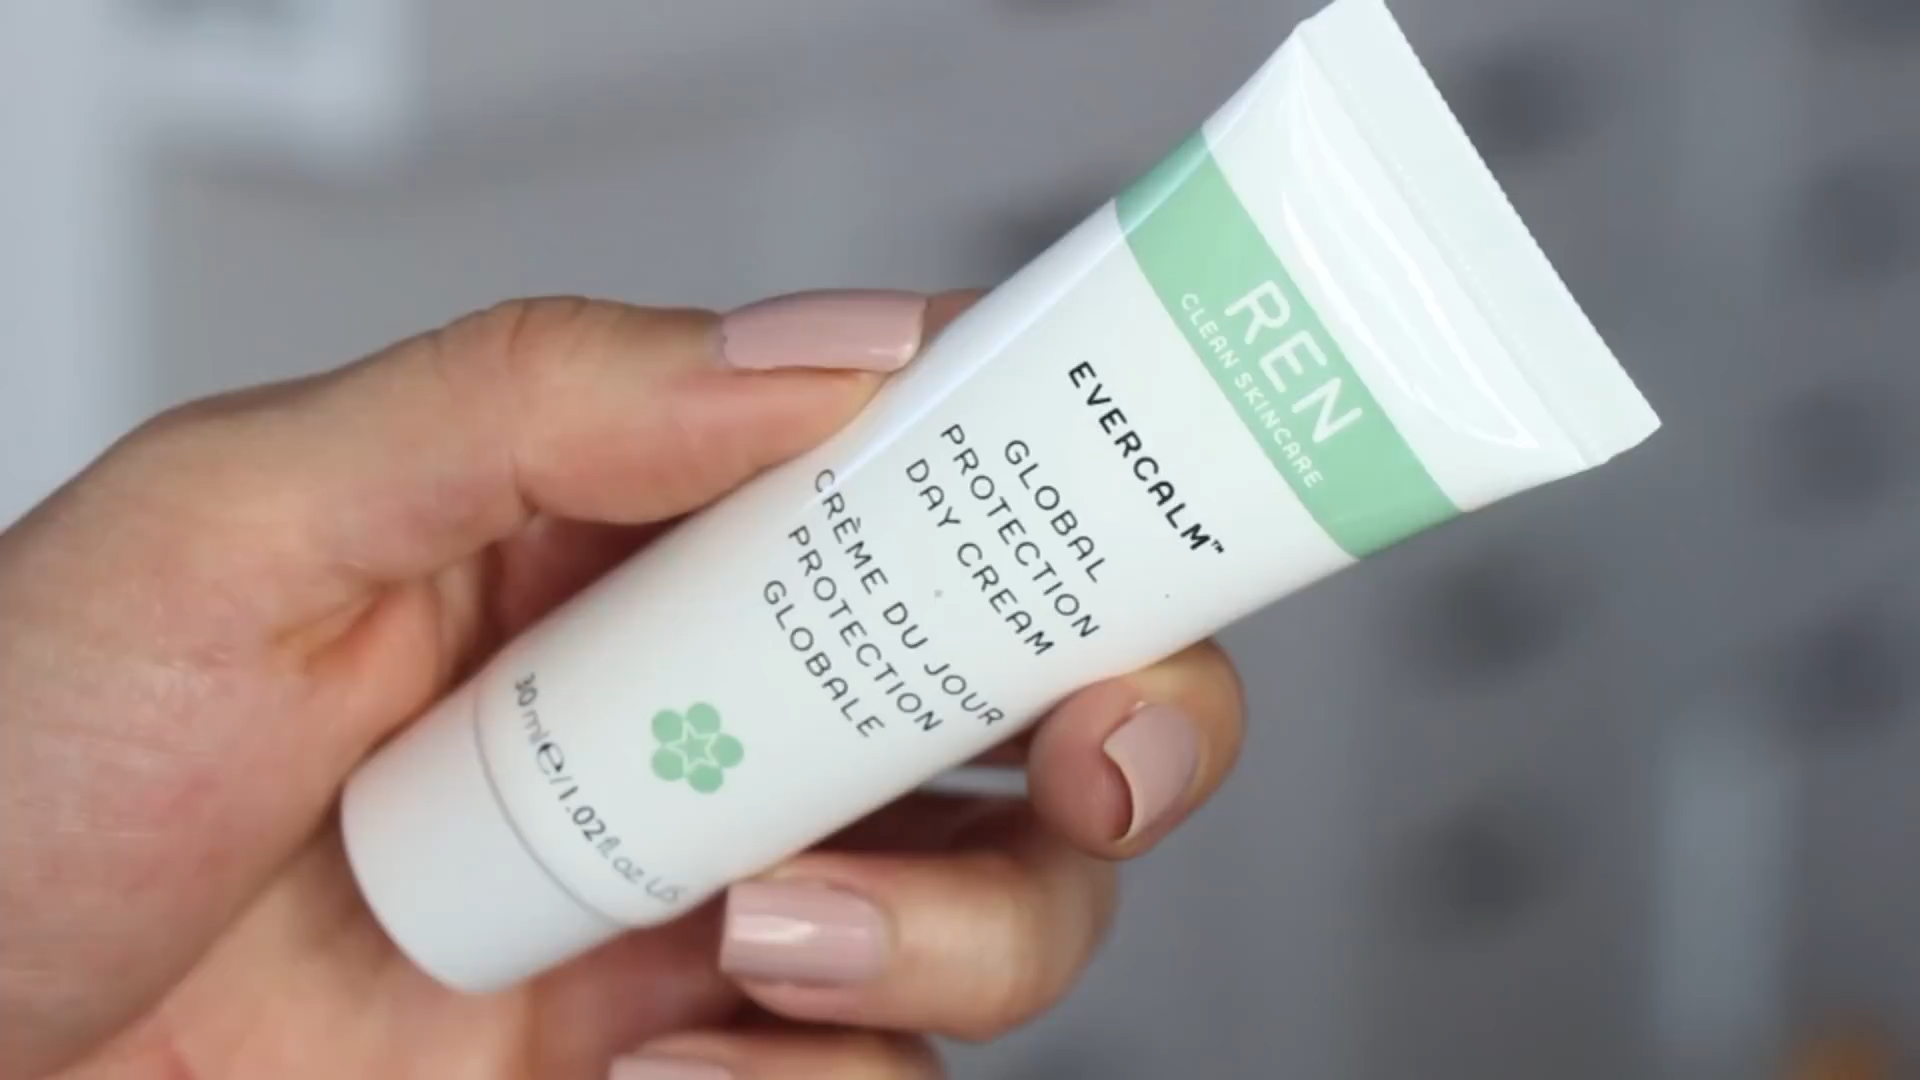 REN
CLEAN SKINCARE
EVERCALM™
GLOBAL
PROTECTION
DAY CREAM
CRÈME DU JOUR
PROTECTION
GLOBALE
30 ml ℮ / 1.02 fl oz US